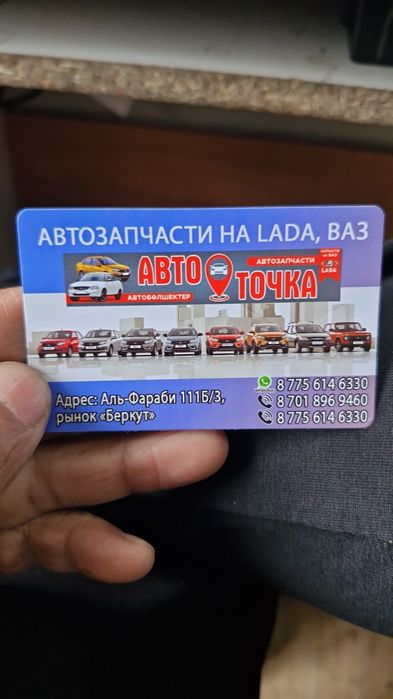 АВТОЗАПЧАСТИ НА LADA, ВАЗ
АВТО ТОЧКА
АВТОБӨЛШЕКТЕР
АВТОЗАПЧАСТИ
LADA
Адрес: Аль-Фараби 111Б/3,
рынок «Беркут»
8 775 614 6330
8 701 896 9460
8 775 614 6330